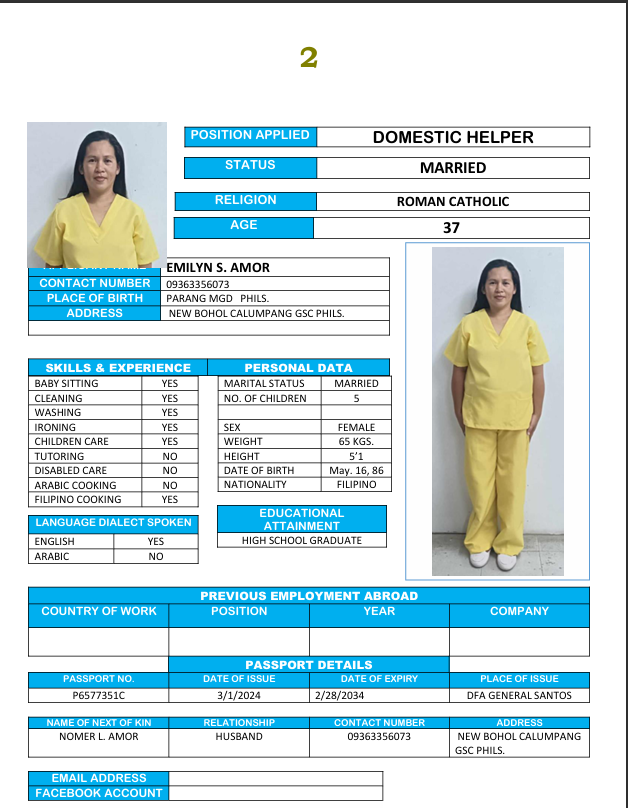 2
POSITION APPLIED DOMESTIC HELPER
STATUS MARRIED
RELIGION ROMAN CATHOLIC
AGE 37
EMILYN S. AMOR
CONTACT NUMBER 09363356073
PLACE OF BIRTH PARANG MGD PHILS.
ADDRESS NEW BOHOL CALUMPANG GSC PHILS.
SKILLS & EXPERIENCE
BABY SITTING YES
CLEANING YES
WASHING YES
IRONING YES
CHILDREN CARE YES
TUTORING NO
DISABLED CARE NO
ARABIC COOKING NO
FILIPINO COOKING YES
LANGUAGE DIALECT SPOKEN
ENGLISH YES
ARABIC NO
PERSONAL DATA
MARITAL STATUS MARRIED
NO. OF CHILDREN 5
SEX FEMALE
WEIGHT 65 KGS.
HEIGHT 5'1
DATE OF BIRTH May. 16, 86
NATIONALITY FILIPINO
EDUCATIONAL
ATTAINMENT
HIGH SCHOOL GRADUATE
PREVIOUS EMPLOYMENT ABROAD
COUNTRY OF WORK POSITION YEAR COMPANY
PASSPORT DETAILS
PASSPORT NO. DATE OF ISSUE DATE OF EXPIRY PLACE OF ISSUE
P6577351C 3/1/2024 2/28/2034 DFA GENERAL SANTOS
NAME OF NEXT OF KIN RELATIONSHIP CONTACT NUMBER ADDRESS
NOMER L. AMOR HUSBAND 09363356073 NEW BOHOL CALUMPANG
GSC PHILS.
EMAIL ADDRESS
FACEBOOK ACCOUNT